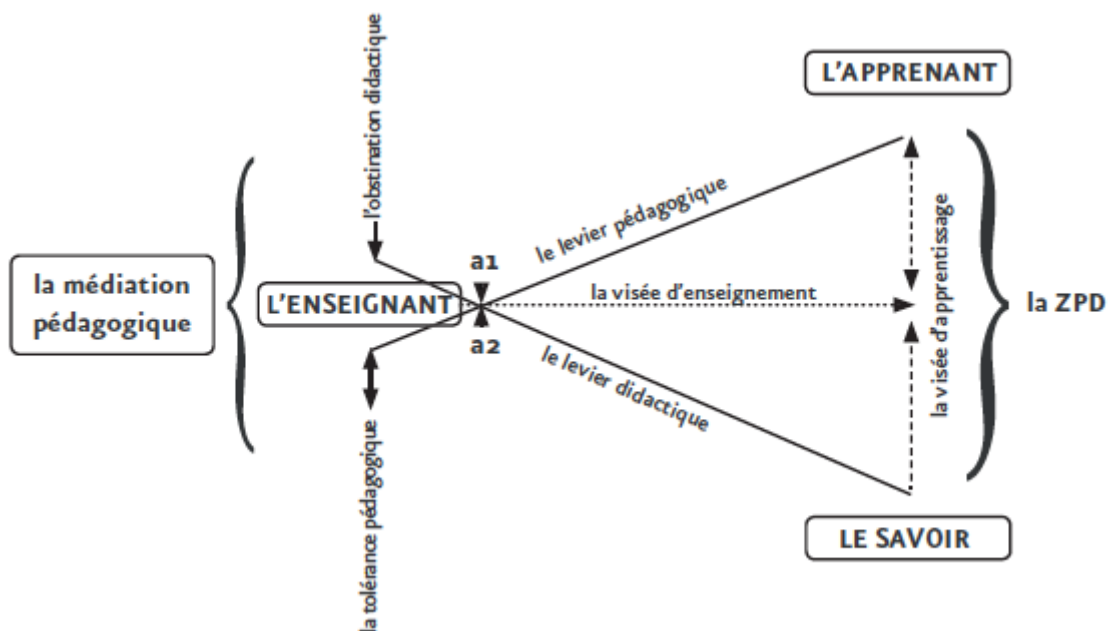 l'obstination didactique
L'APPRENANT
le levier pédagogique
la médiation
pédagogique
L'ENSEIGNANT
a1
a2
la visée d'enseignement
la visée d'apprentissage
la ZPD
le levier didactique
la tolérance pédagogique
LE SAVOIR